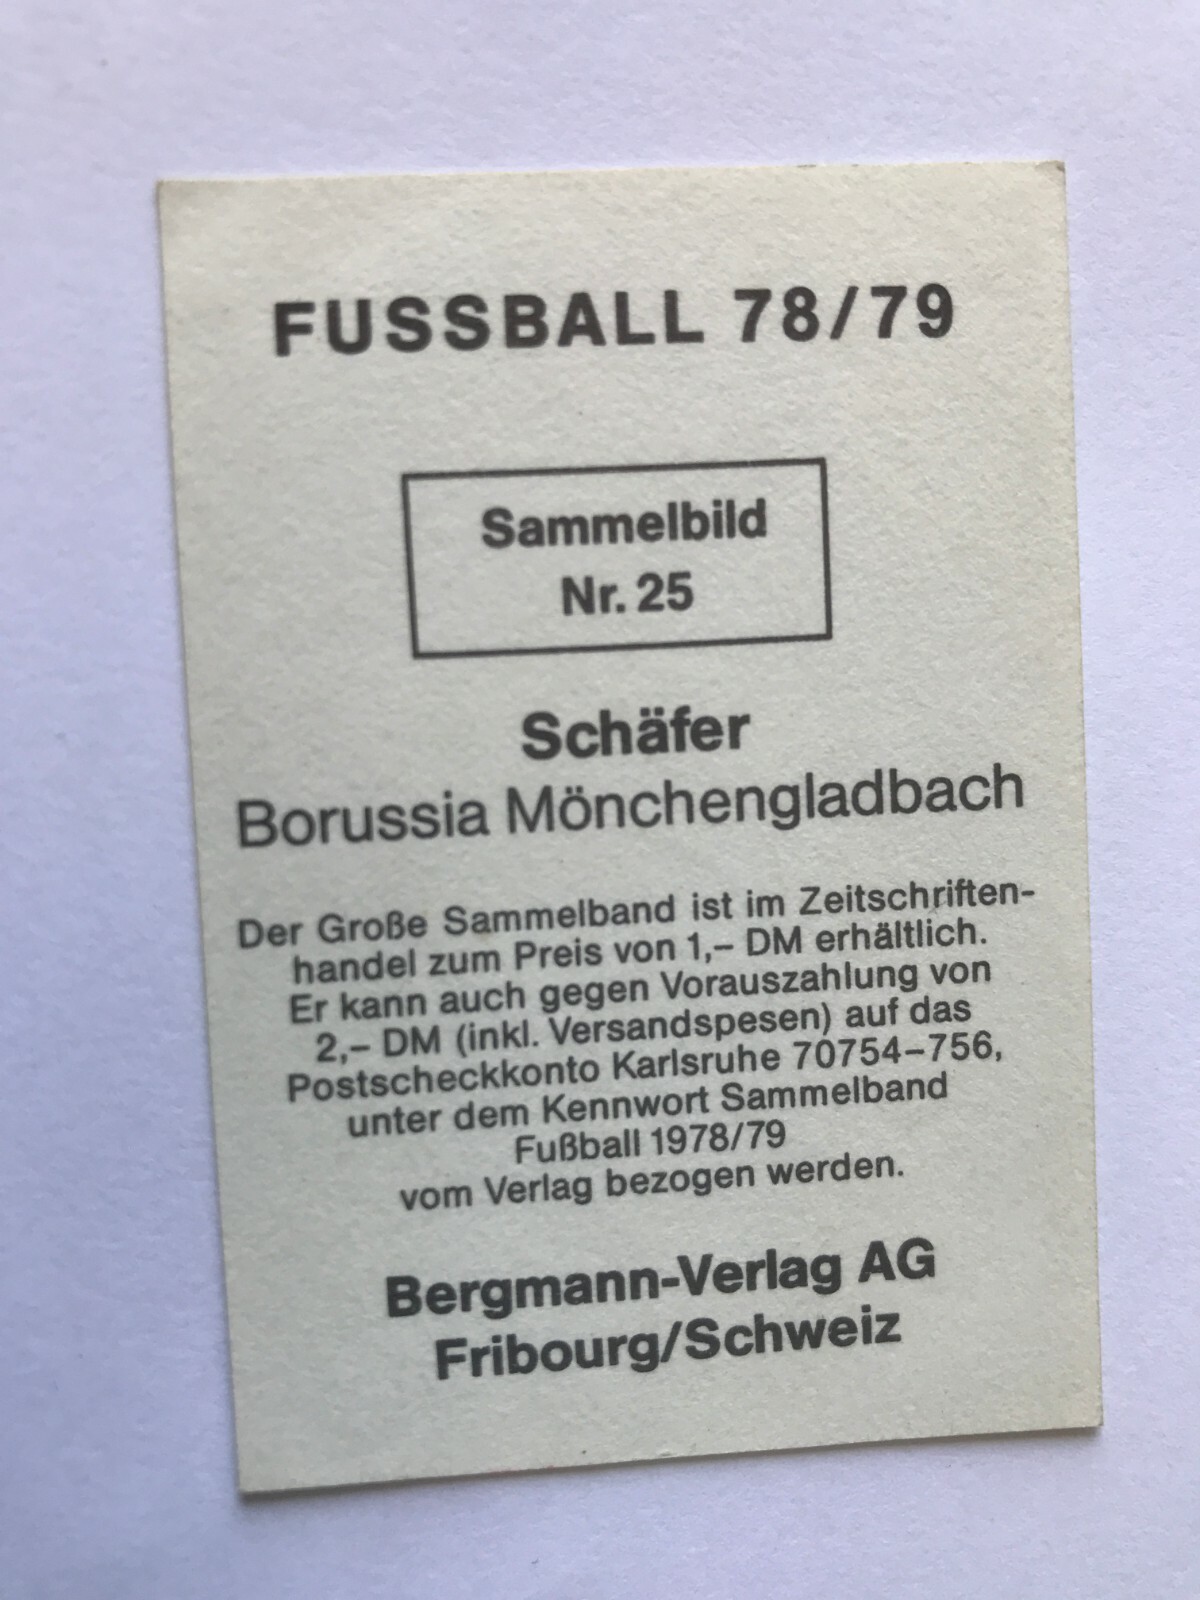 FUSSBALL 78/79
Sammelbild
Nr. 25
Schäfer
Borussia Mönchengladbach
Der Große Sammelband ist im Zeitschriften-
handel zum Preis von 1,– DM erhältlich.
Er kann auch gegen Vorauszahlung von
2,– DM (inkl. Versandspesen) auf das
Postscheckkonto Karlsruhe 70754–756,
unter dem Kennwort Sammelband
Fußball 1978/79
vom Verlag bezogen werden.
Bergmann-Verlag AG
Fribourg/Schweiz